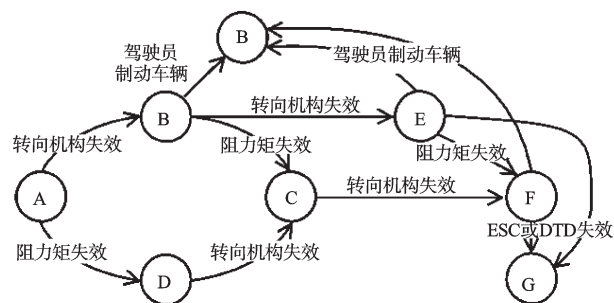 B
驾驶员
制动车辆
驾驶员制动车辆
B
转向机构失效
E
转向机构失效
阻力矩失效
阻力矩失效
A
C
转向机构失效
F
阻力矩失效
转向机构失效
ESC或DTD失效
D
G